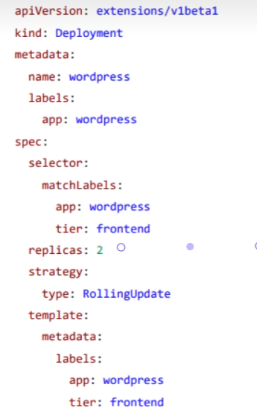 apiVersion: extensions/v1beta1
kind: Deployment
metadata:
  name: wordpress
  labels:
    app: wordpress
spec:
  selector:
    matchLabels:
      app: wordpress
      tier: frontend
  replicas: 2
  strategy:
    type: RollingUpdate
  template:
    metadata:
      labels:
        app: wordpress
        tier: frontend